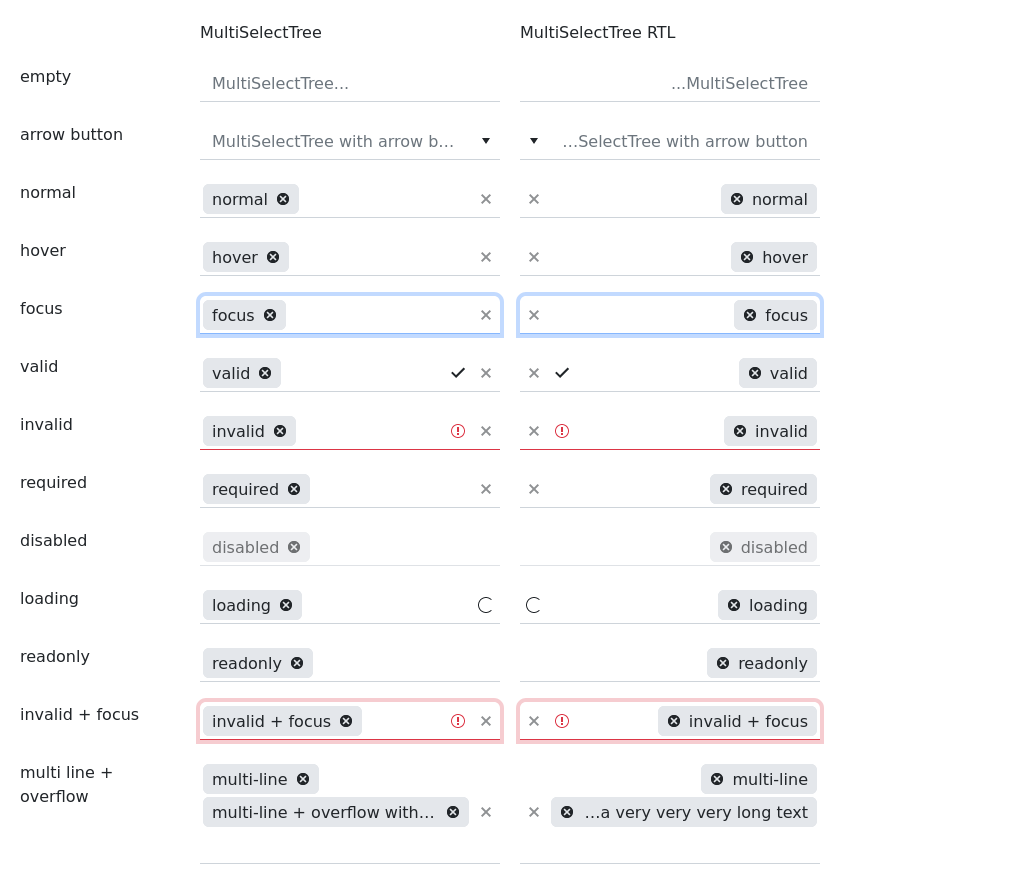 MultiSelectTree MultiSelectTree RTL
empty MultiSelectTree... ...MultiSelectTree
arrow button MultiSelectTree with arrow b... ...SelectTree with arrow button
normal normal normal
hover hover hover
focus focus focus
valid valid valid
invalid invalid invalid
required required required
disabled disabled disabled
loading loading loading
readonly readonly readonly
invalid + focus invalid + focus invalid + focus
multi line + multi-line multi-line
overflow multi-line + overflow with... ...a very very very long text